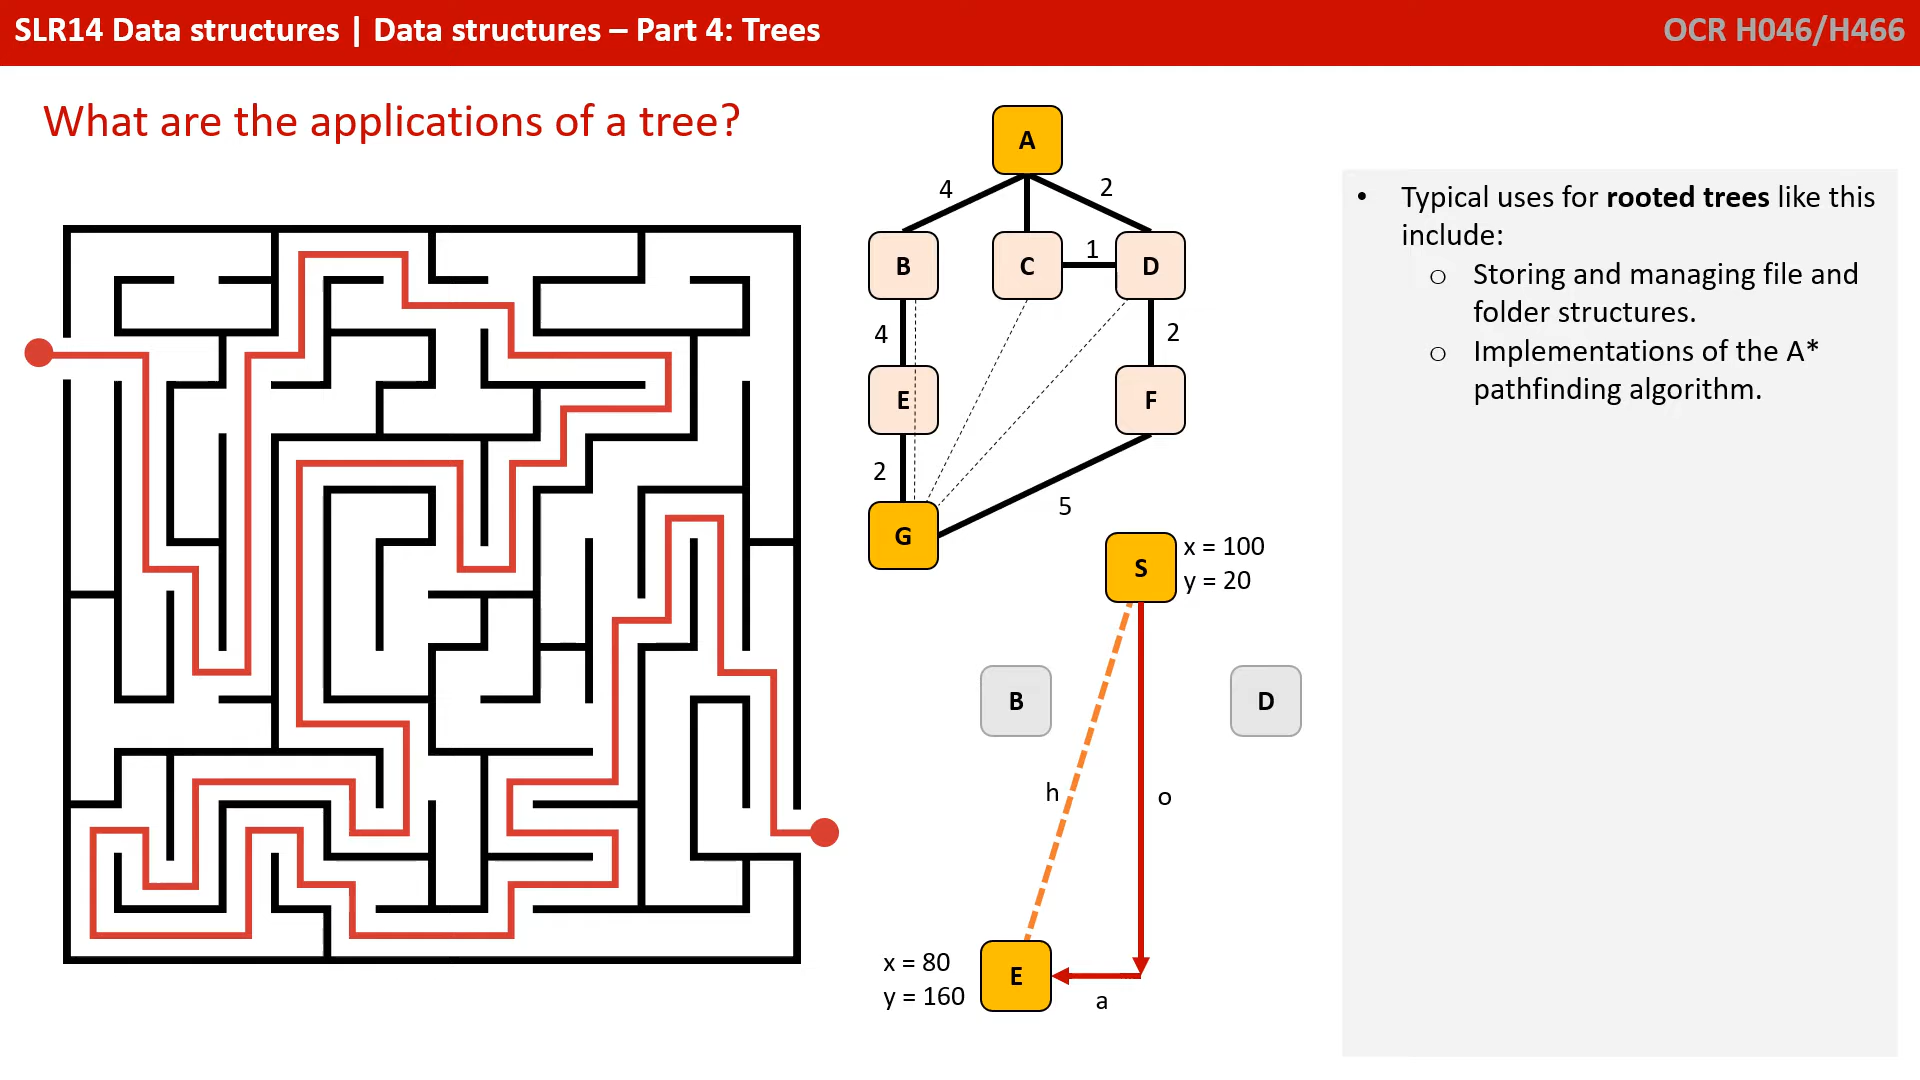 SLR14 Data structures | Data structures – Part 4: Trees
OCR H046/H466
What are the applications of a tree?
A
4
2
B
C
1
D
4
2
E
F
2
5
G
S
x = 100
y = 20
B
D
h
o
x = 80
y = 160
E
a
• Typical uses for rooted trees like this
include:
o Storing and managing file and
folder structures.
o Implementations of the A*
pathfinding algorithm.